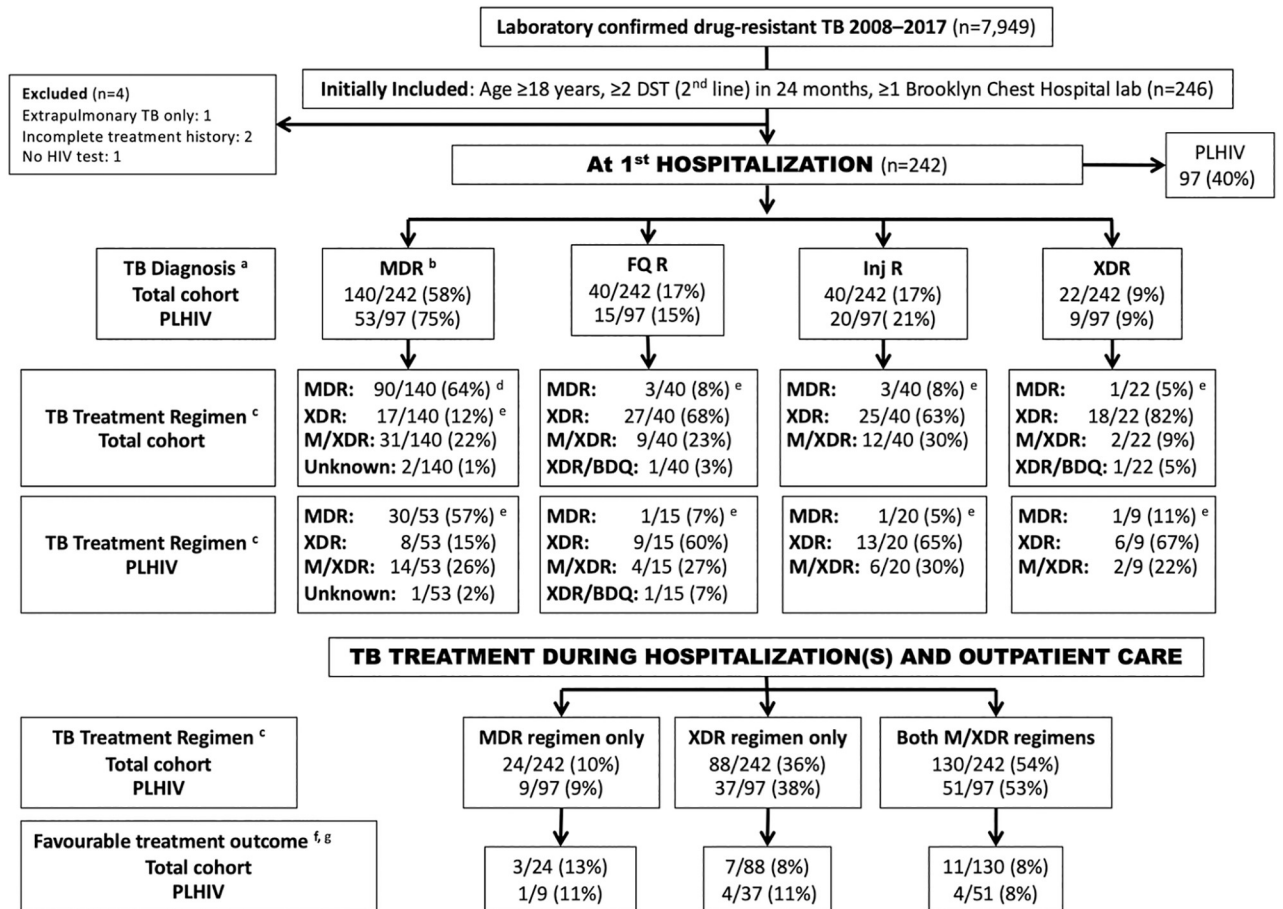 Laboratory confirmed drug-resistant TB 2008–2017 (n=7,949)
Initially Included: Age ≥18 years, ≥2 DST (2nd line) in 24 months, ≥1 Brooklyn Chest Hospital lab (n=246)
Excluded (n=4)
Extrapulmonary TB only: 1
Incomplete treatment history: 2
No HIV test: 1
At 1st HOSPITALIZATION (n=242)
PLHIV
97 (40%)
TB Diagnosis a
Total cohort
PLHIV
MDR b
140/242 (58%)
53/97 (75%)
FQ R
40/242 (17%)
15/97 (15%)
Inj R
40/242 (17%)
20/97( 21%)
XDR
22/242 (9%)
9/97 (9%)
TB Treatment Regimen c
Total cohort
MDR: 90/140 (64%) d
XDR: 17/140 (12%) e
M/XDR: 31/140 (22%)
Unknown: 2/140 (1%)
MDR: 3/40 (8%) e
XDR: 27/40 (68%)
M/XDR: 9/40 (23%)
XDR/BDQ: 1/40 (3%)
MDR: 3/40 (8%) e
XDR: 25/40 (63%)
M/XDR: 12/40 (30%)
MDR: 1/22 (5%) e
XDR: 18/22 (82%)
M/XDR: 2/22 (9%)
XDR/BDQ: 1/22 (5%)
TB Treatment Regimen c
PLHIV
MDR: 30/53 (57%) e
XDR: 8/53 (15%)
M/XDR: 14/53 (26%)
Unknown: 1/53 (2%)
MDR: 1/15 (7%) e
XDR: 9/15 (60%)
M/XDR: 4/15 (27%)
XDR/BDQ: 1/15 (7%)
MDR: 1/20 (5%) e
XDR: 13/20 (65%)
M/XDR: 6/20 (30%)
MDR: 1/9 (11%) e
XDR: 6/9 (67%)
M/XDR: 2/9 (22%)
TB TREATMENT DURING HOSPITALIZATION(S) AND OUTPATIENT CARE
TB Treatment Regimen c
Total cohort
PLHIV
MDR regimen only
24/242 (10%)
9/97 (9%)
XDR regimen only
88/242 (36%)
37/97 (38%)
Both M/XDR regimens
130/242 (54%)
51/97 (53%)
Favourable treatment outcome f, g
Total cohort
PLHIV
3/24 (13%)
1/9 (11%)
7/88 (8%)
4/37 (11%)
11/130 (8%)
4/51 (8%)